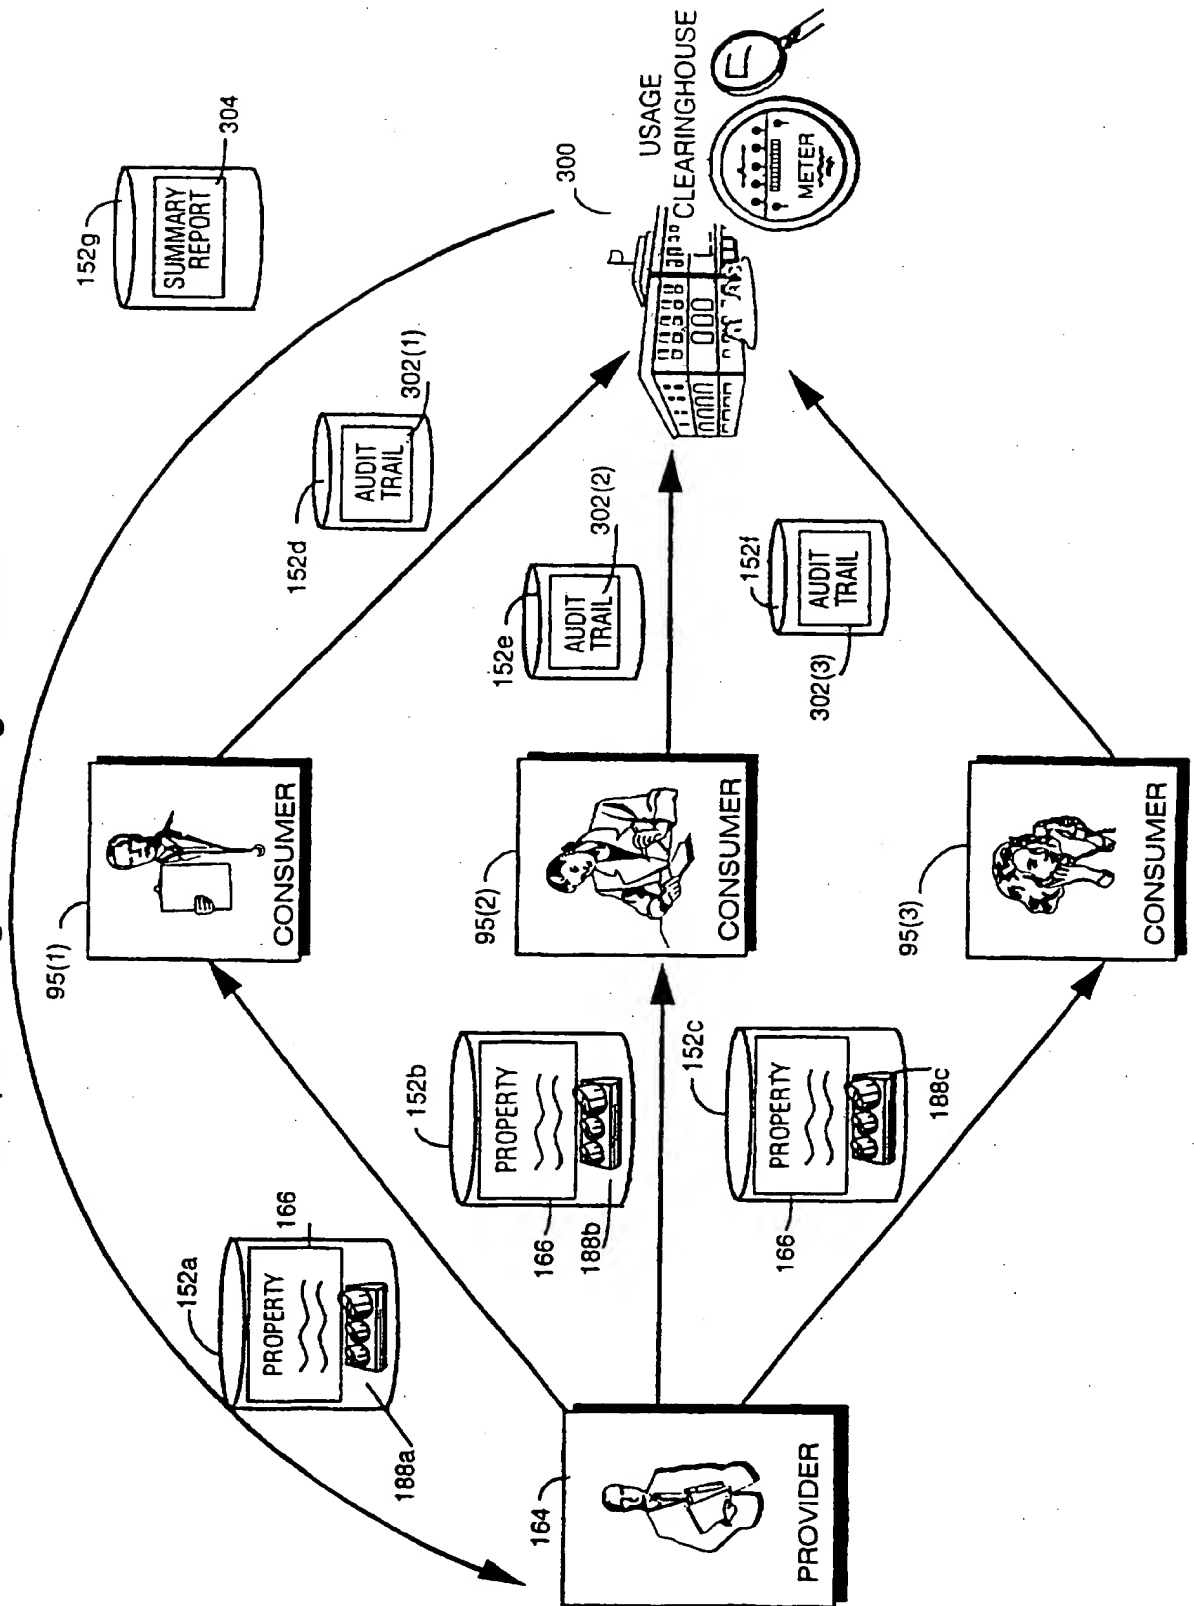 152g
SUMMARY
REPORT
304
300
USAGE
CLEARINGHOUSE
METER
152d
AUDIT
TRAIL
302(1)
152e
AUDIT
TRAIL
302(2)
152f
AUDIT
TRAIL
302(3)
95(1)
CONSUMER
95(2)
CONSUMER
95(3)
CONSUMER
152a
PROPERTY
166
188a
152b
PROPERTY
166
188b
152c
PROPERTY
166
188c
164
PROVIDER